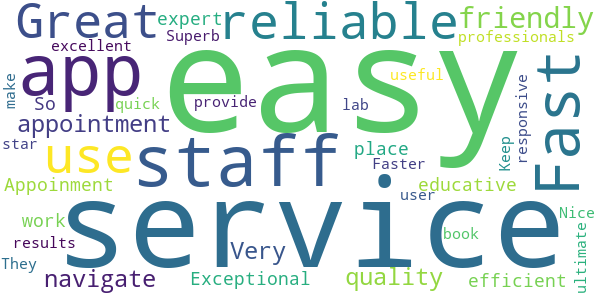 Great
expert
reliable
friendly
Superb
professionals
excellent
app
easy
Fast
make
So
quick
provide
lab
useful
responsive
appointment
star
use
staff
place
Faster
Keep
Appoinment
user
educative
work
service
Nice
results
They
Very
book
ultimate
navigate
Exceptional
quality
efficient